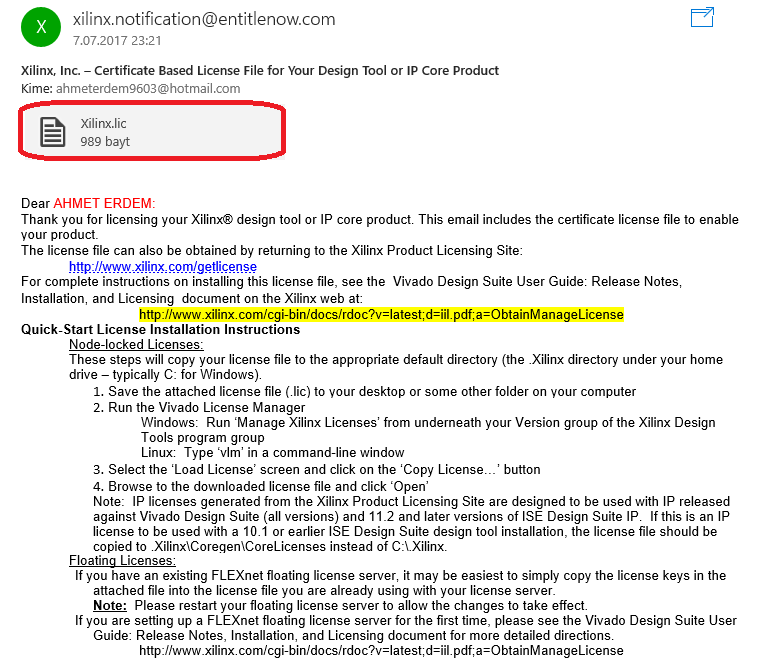 X
xilinx.notification@entitlenow.com
7.07.2017 23:21
Xilinx, Inc. – Certificate Based License File for Your Design Tool or IP Core Product
Kime: ahmeterdem9603@hotmail.com
Xilinx.lic
989 bayt
Dear AHMET ERDEM:
Thank you for licensing your Xilinx® design tool or IP core product. This email includes the certificate license file to enable
your product.
The license file can also be obtained by returning to the Xilinx Product Licensing Site:
http://www.xilinx.com/getlicense
For complete instructions on installing this license file, see the  Vivado Design Suite User Guide: Release Notes,
Installation, and Licensing  document on the Xilinx web at:
http://www.xilinx.com/cgi-bin/docs/rdoc?v=latest;d=iil.pdf;a=ObtainManageLicense
Quick-Start License Installation Instructions
Node-locked Licenses:
These steps will copy your license file to the appropriate default directory (the .Xilinx directory under your home
drive – typically C: for Windows).
1. Save the attached license file (.lic) to your desktop or some other folder on your computer
2. Run the Vivado License Manager
Windows:  Run ‘Manage Xilinx Licenses’ from underneath your Version group of the Xilinx Design
Tools program group
Linux:  Type ‘vlm’ in a command-line window
3. Select the ‘Load License’ screen and click on the ‘Copy License…’ button
4. Browse to the downloaded license file and click ‘Open’
Note:  IP licenses generated from the Xilinx Product Licensing Site are designed to be used with IP released
against Vivado Design Suite (all versions) and 11.2 and later versions of ISE Design Suite IP.  If this is an IP
license to be used with a 10.1 or earlier ISE Design Suite design tool installation, the license file should be
copied to .Xilinx\Coregen\CoreLicenses instead of C:\.Xilinx.
Floating Licenses:
If you have an existing FLEXnet floating license server, it may be easiest to simply copy the license keys in the
attached file into the license file you are already using with your license server.
Note:  Please restart your floating license server to allow the changes to take effect.
If you are setting up a FLEXnet floating license server for the first time, please see the Vivado Design Suite User
Guide: Release Notes, Installation, and Licensing document for more detailed directions.
http://www.xilinx.com/cgi-bin/docs/rdoc?v=latest;d=iil.pdf;a=ObtainManageLicense